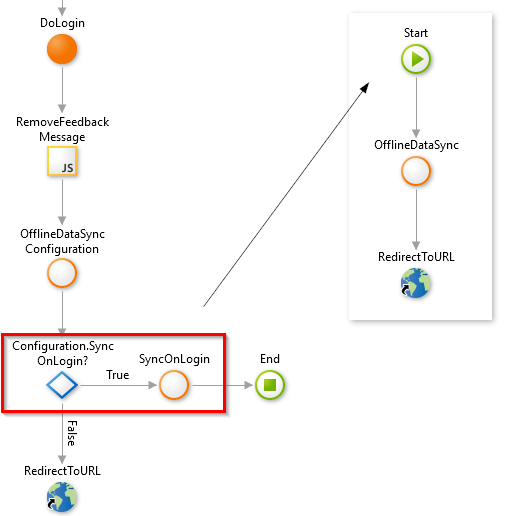 DoLogin
RemoveFeedback
Message
JS
OfflineDataSync
Configuration
Configuration.Sync
OnLogin?
True
SyncOnLogin
End
False
RedirectToURL
Start
OfflineDataSync
RedirectToURL